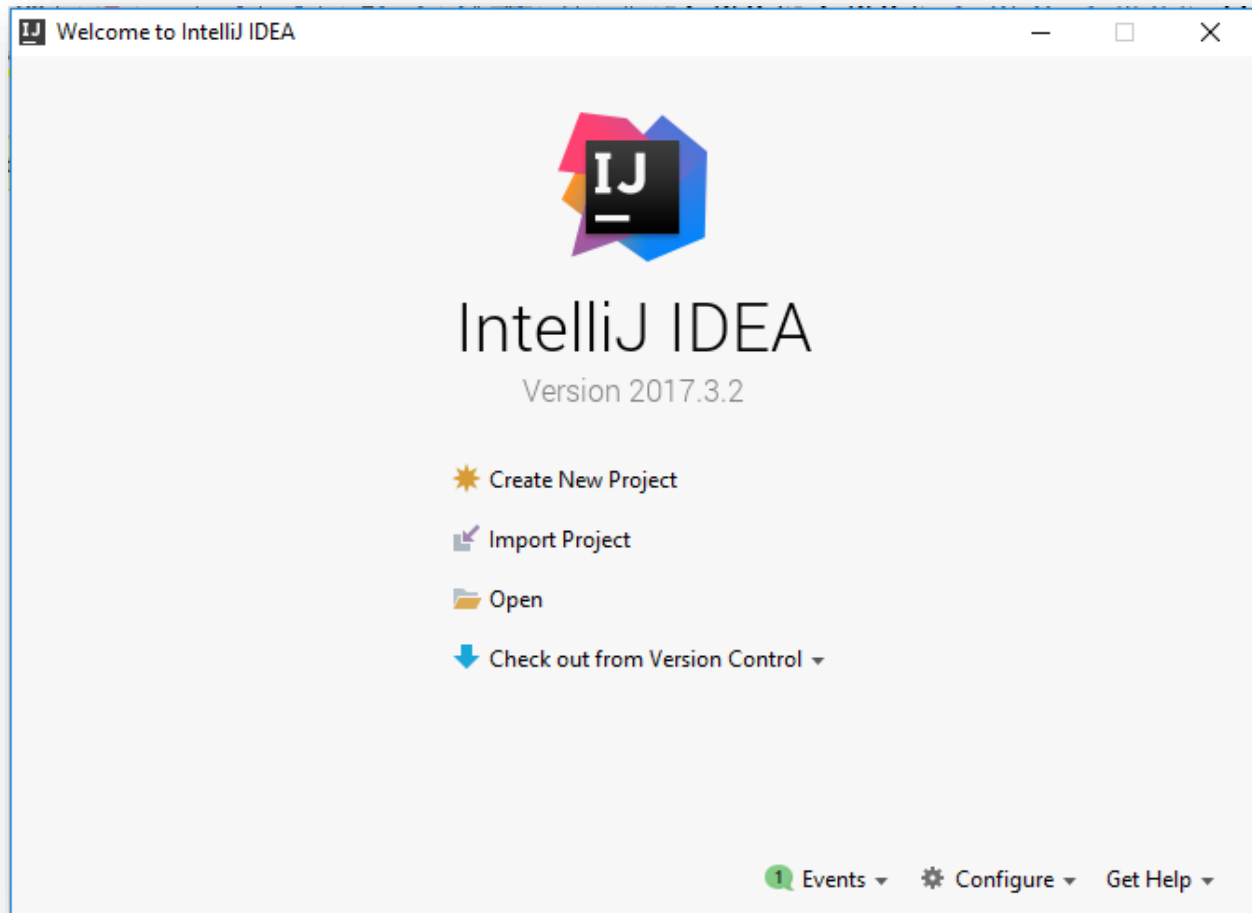 IJ Welcome to IntelliJ IDEA
IJ
IntelliJ IDEA
Version 2017.3.2
Create New Project
Import Project
Open
Check out from Version Control
1 Events Configure Get Help